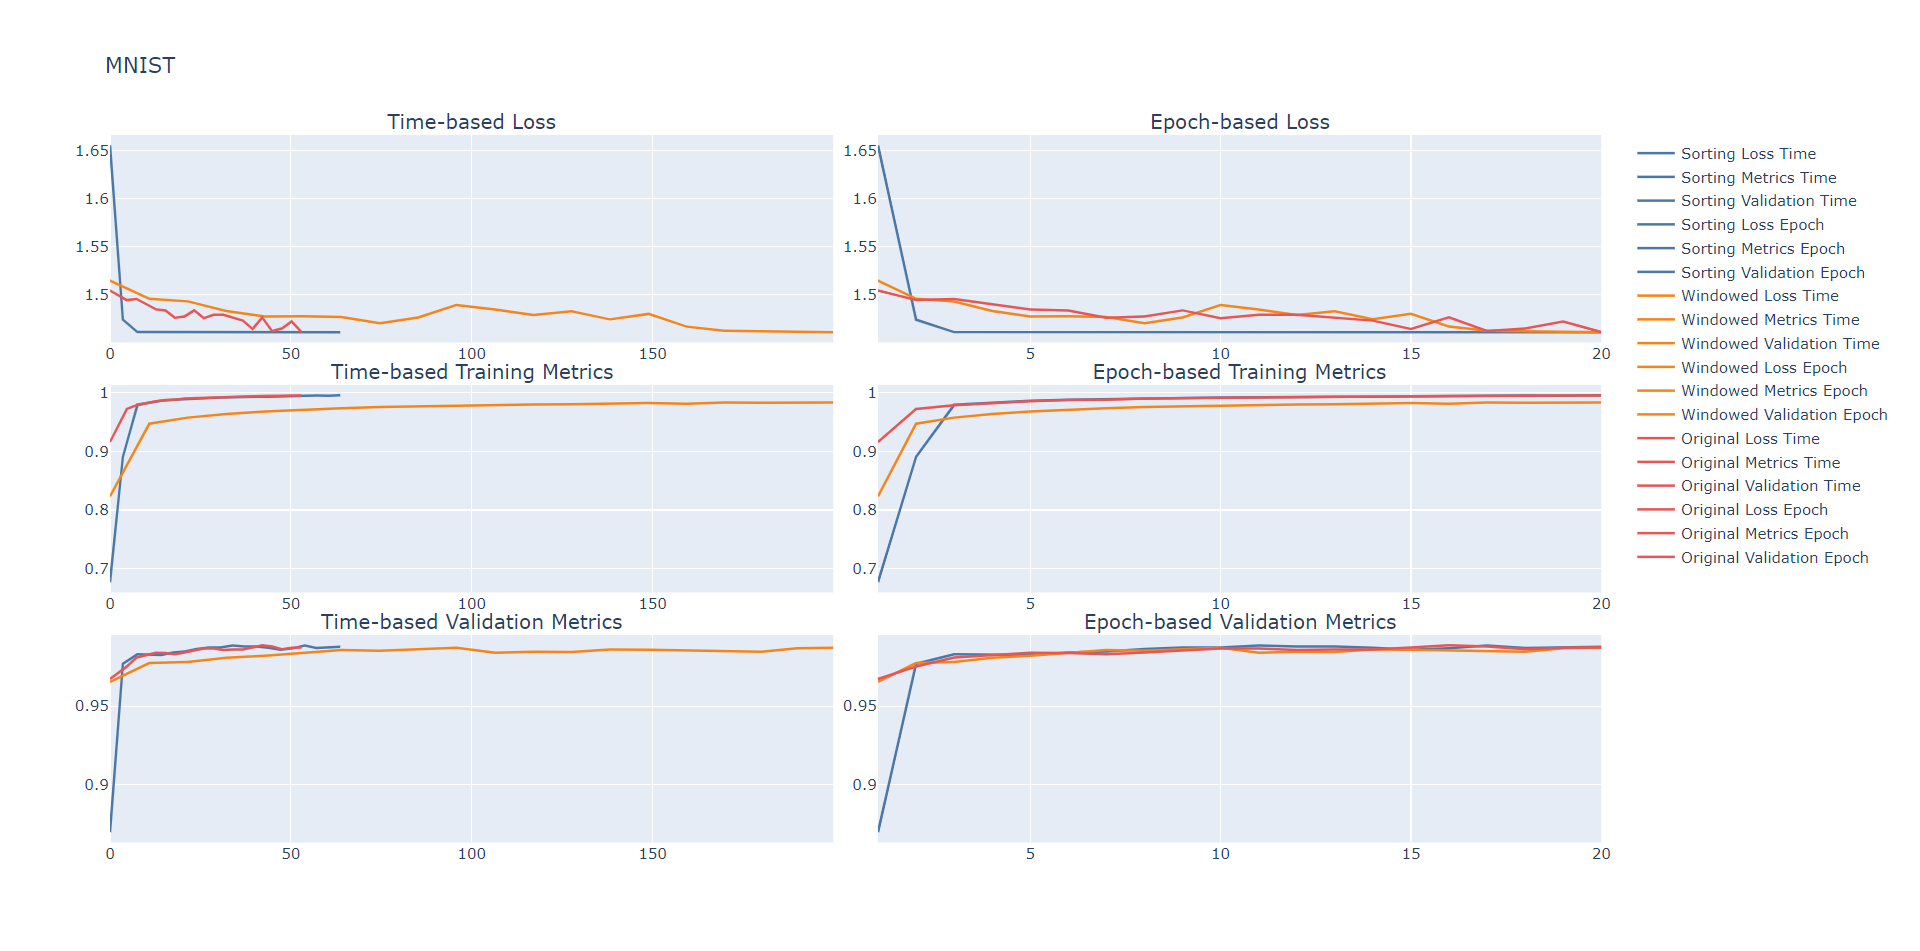 MNIST
Time-based Loss
1.65
1.6
1.55
1.5
0 50 100 150
Epoch-based Loss
1.65
1.6
1.55
1.5
5 10 15 20
Time-based Training Metrics
1
0.9
0.8
0.7
0 50 100 150
Epoch-based Training Metrics
1
0.9
0.8
0.7
5 10 15 20
Time-based Validation Metrics
0.95
0.9
0 50 100 150
Epoch-based Validation Metrics
0.95
0.9
5 10 15 20
Sorting Loss Time
Sorting Metrics Time
Sorting Validation Time
Sorting Loss Epoch
Sorting Metrics Epoch
Sorting Validation Epoch
Windowed Loss Time
Windowed Metrics Time
Windowed Validation Time
Windowed Loss Epoch
Windowed Metrics Epoch
Windowed Validation Epoch
Original Loss Time
Original Metrics Time
Original Validation Time
Original Loss Epoch
Original Metrics Epoch
Original Validation Epoch